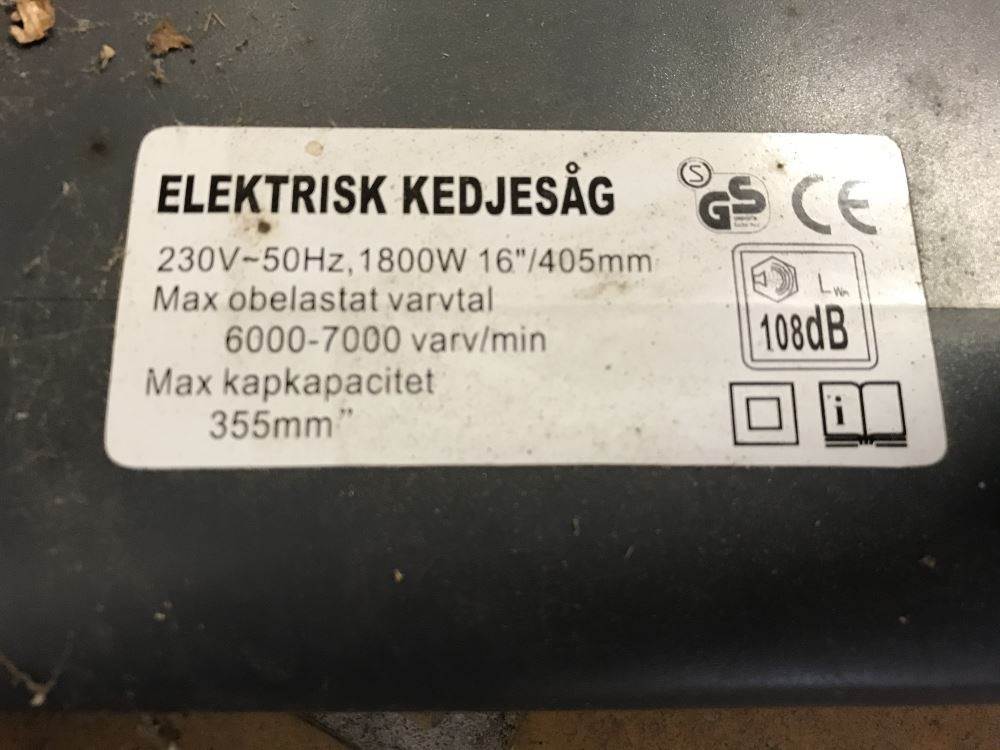 ELEKTRISK KEDJESÅG
S
GS
CE
230V~50Hz,1800W 16"/405mm
Max obelastat varvtal
6000-7000 varv/min
Max kapkapacitet
355mm"
LWA
108dB
i